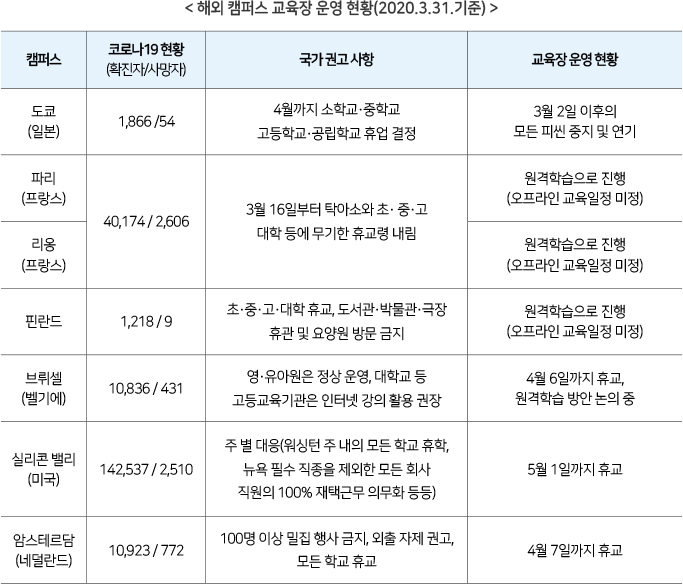 < 해외 캠퍼스 교육장 운영 현황(2020.3.31.기준) >
캠퍼스
코로나19 현황
(확진자/사망자)
국가 권고 사항
교육장 운영 현황
도쿄
(일본)
1,866 /54
4월까지 소학교·중학교
고등학교·공립학교 휴업 결정
3월 2일 이후의
모든 피씬 중지 및 연기
파리
(프랑스)
40,174 / 2,606
3월 16일부터 탁아소와 초· 중·고
대학 등에 무기한 휴교령 내림
원격학습으로 진행
(오프라인 교육일정 미정)
리옹
(프랑스)
원격학습으로 진행
(오프라인 교육일정 미정)
핀란드
1,218 / 9
초·중·고·대학 휴교, 도서관·박물관·극장
휴관 및 요양원 방문 금지
원격학습으로 진행
(오프라인 교육일정 미정)
브뤼셀
(벨기에)
10,836 / 431
영·유아원은 정상 운영, 대학교 등
고등교육기관은 인터넷 강의 활용 권장
4월 6일까지 휴교,
원격학습 방안 논의 중
실리콘 밸리
(미국)
142,537 / 2,510
주 별 대응(워싱턴 주 내의 모든 학교 휴학,
뉴욕 필수 직종을 제외한 모든 회사
직원의 100% 재택근무 의무화 등등)
5월 1일까지 휴교
암스테르담
(네덜란드)
10,923 / 772
100명 이상 밀집 행사 금지, 외출 자제 권고,
모든 학교 휴교
4월 7일까지 휴교